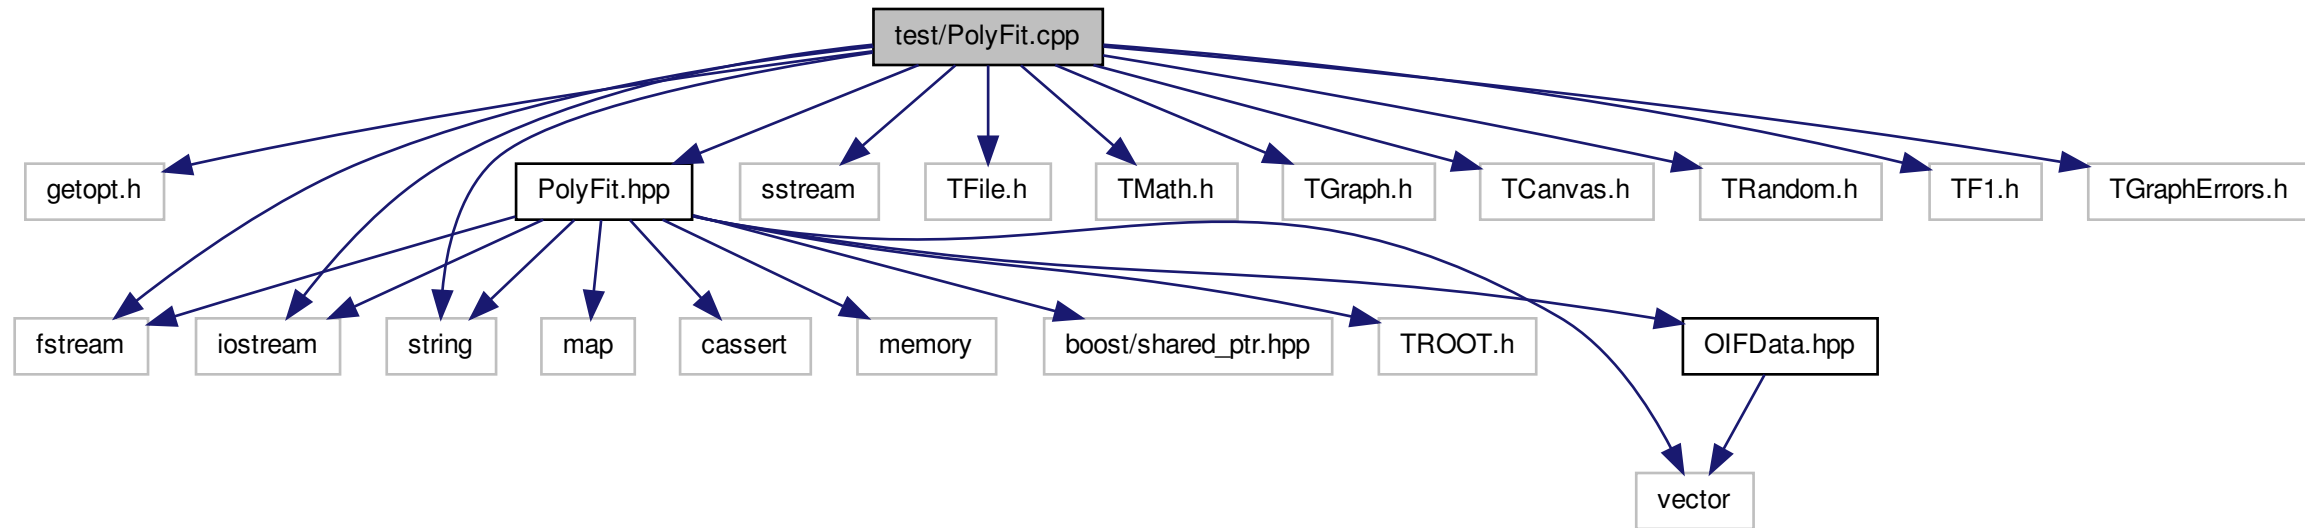 test/PolyFit.cpp
getopt.h
PolyFit.hpp
sstream
TFile.h
TMath.h
TGraph.h
TCanvas.h
TRandom.h
TF1.h
TGraphErrors.h
fstream
iostream
string
map
cassert
memory
boost/shared_ptr.hpp
TROOT.h
OIFData.hpp
vector